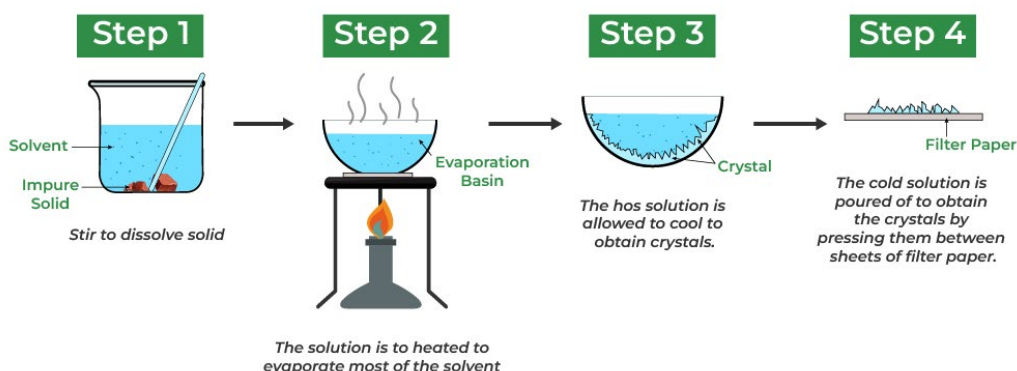 Step 1
Step 2
Step 3
Step 4
Solvent
Impure
Solid
Stir to dissolve solid
Evaporation
Basin
The solution is to heated to
evaporate most of the solvent
Crystal
The hos solution is
allowed to cool to
obtain crystals.
Filter Paper
The cold solution is
poured of to obtain
the crystals by
pressing them between
sheets of filter paper.